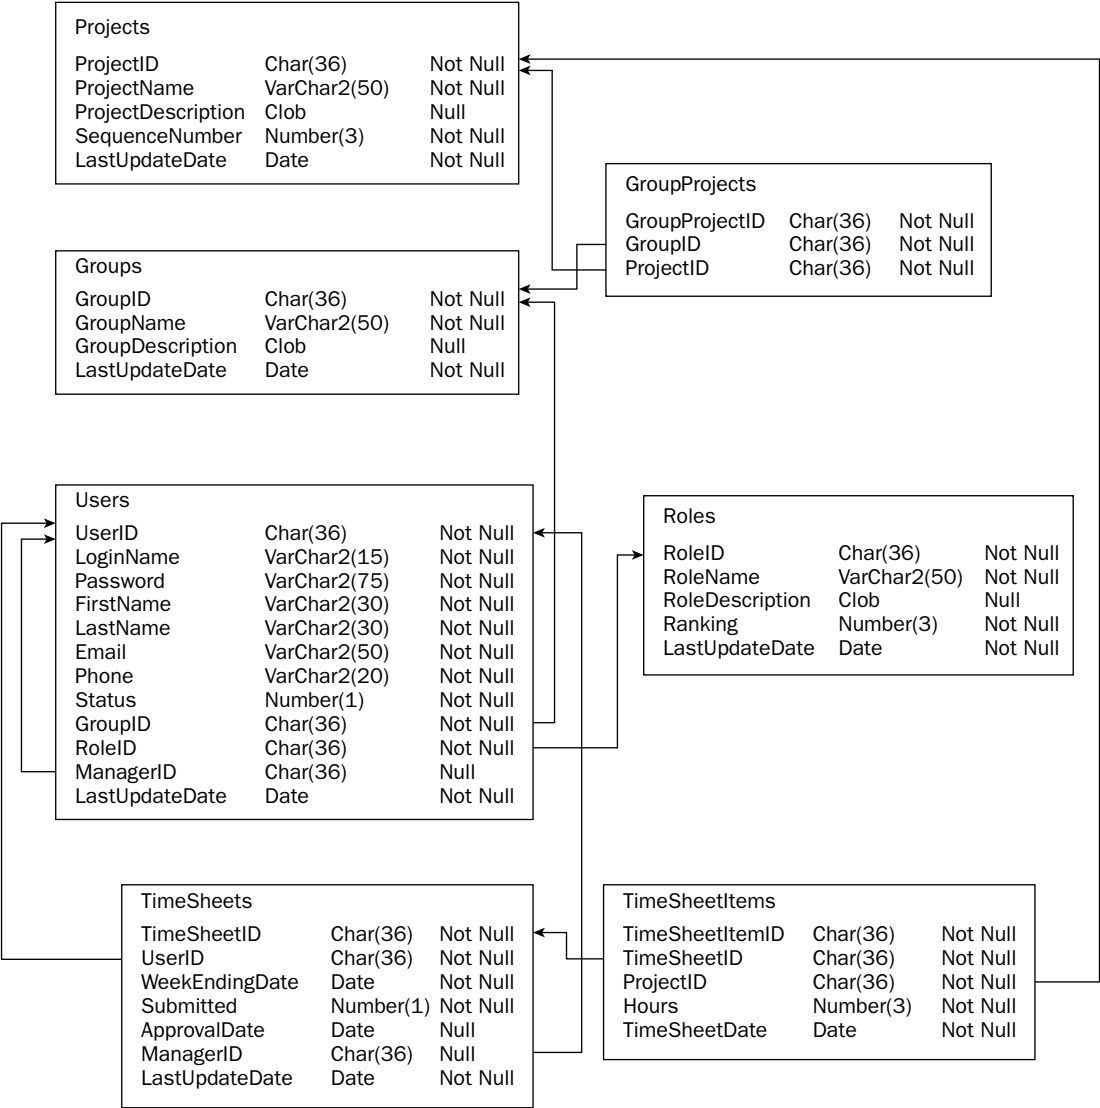 Projects
ProjectID Char(36) Not Null
ProjectName VarChar2(50) Not Null
ProjectDescription Clob Null
SequenceNumber Number(3) Not Null
LastUpdateDate Date Not Null
GroupProjects
GroupProjectID Char(36) Not Null
GroupID Char(36) Not Null
ProjectID Char(36) Not Null
Groups
GroupID Char(36) Not Null
GroupName VarChar2(50) Not Null
GroupDescription Clob Null
LastUpdateDate Date Not Null
Users
UserID Char(36) Not Null
LoginName VarChar2(15) Not Null
Password VarChar2(75) Not Null
FirstName VarChar2(30) Not Null
LastName VarChar2(30) Not Null
Email VarChar2(50) Not Null
Phone VarChar2(20) Not Null
Status Number(1) Not Null
GroupID Char(36) Not Null
RoleID Char(36) Not Null
ManagerID Char(36) Null
LastUpdateDate Date Not Null
Roles
RoleID Char(36) Not Null
RoleName VarChar2(50) Not Null
RoleDescription Clob Null
Ranking Number(3) Not Null
LastUpdateDate Date Not Null
TimeSheets
TimeSheetID Char(36) Not Null
UserID Char(36) Not Null
WeekEndingDate Date Not Null
Submitted Number(1) Not Null
ApprovalDate Date Null
ManagerID Char(36) Null
LastUpdateDate Date Not Null
TimeSheetItems
TimeSheetItemID Char(36) Not Null
TimeSheetID Char(36) Not Null
ProjectID Char(36) Not Null
Hours Number(3) Not Null
TimeSheetDate Date Not Null